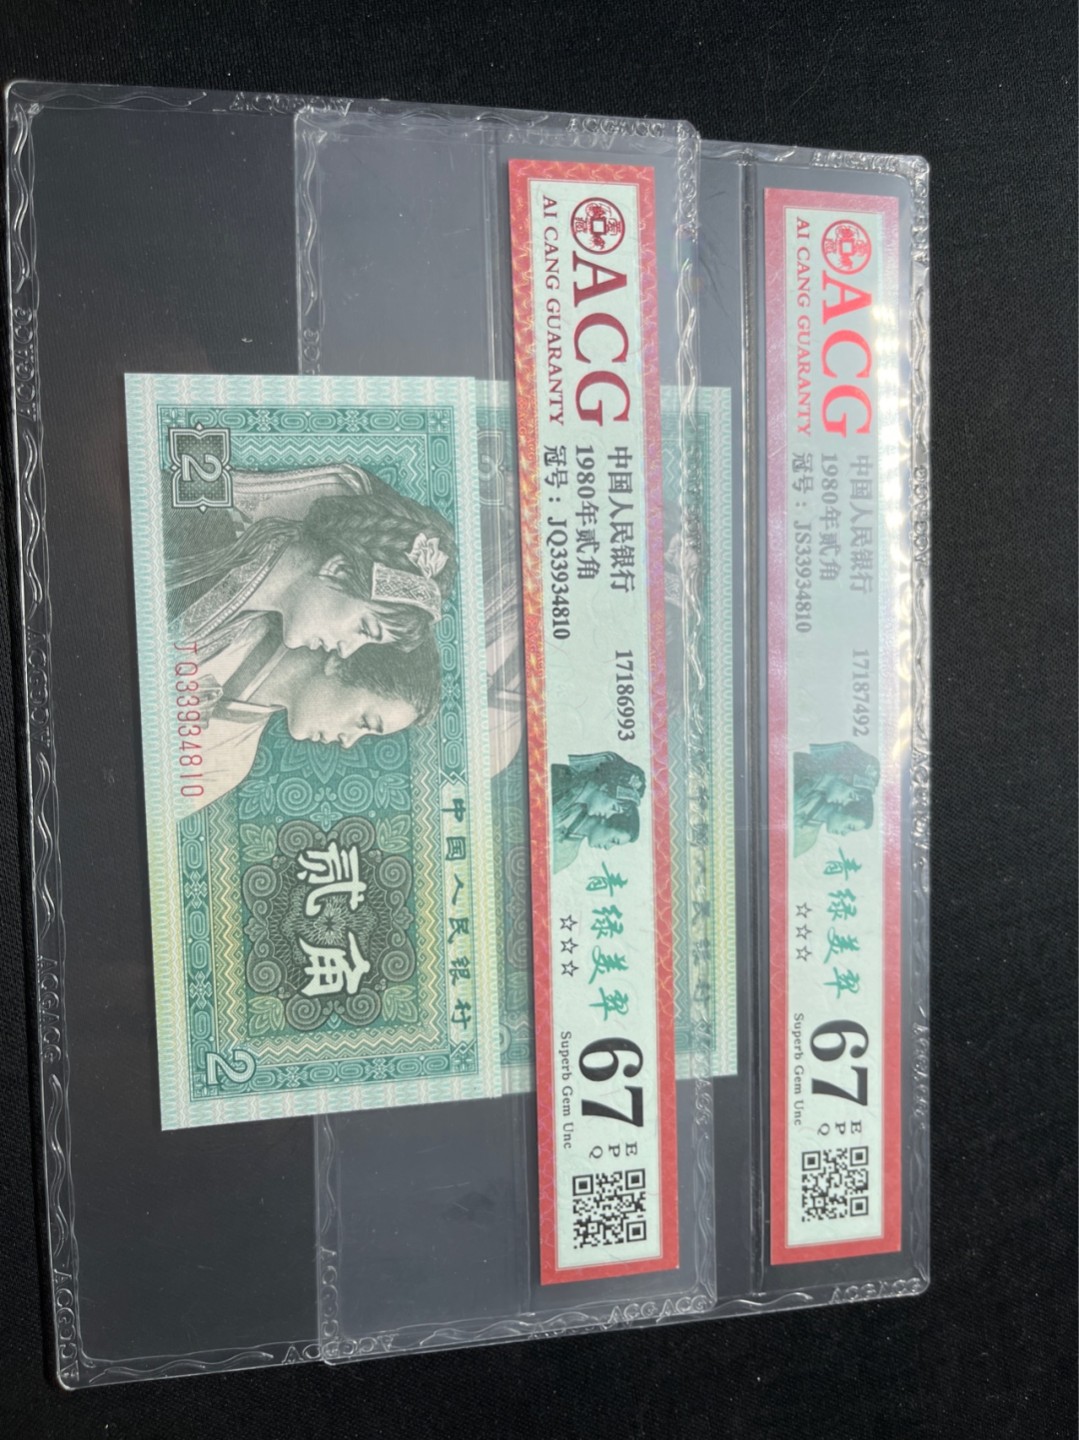 ACG
AI CANG GUARANTY
中国人民银行 17187492
1980年贰角
冠号：JS33934810
青绿美翠
☆☆☆
67 EPQ
Superb Gem Unc
ACG
AI CANG GUARANTY
中国人民银行 17186993
1980年贰角
冠号：JQ33934810
青绿美翠
☆☆☆
67 EPQ
Superb Gem Unc
中国人民银行
2
贰角
JQ33934810
2